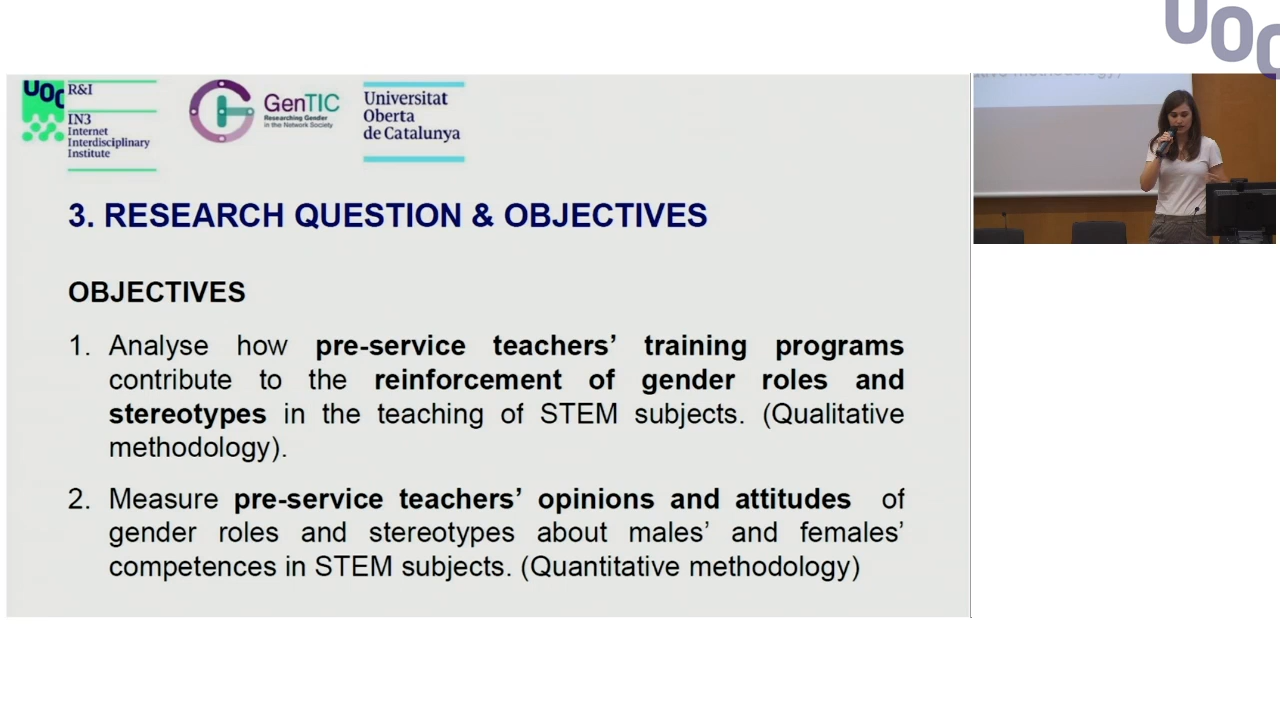 UOC
UOC
R&I
IN3
Internet
Interdisciplinary
Institute
GenTIC
Researching Gender
in the Network Society
Universitat
Oberta
de Catalunya
3. RESEARCH QUESTION & OBJECTIVES
OBJECTIVES
1. Analyse how pre-service teachers’ training programs
contribute to the reinforcement of gender roles and
stereotypes in the teaching of STEM subjects. (Qualitative
methodology).
2. Measure pre-service teachers’ opinions and attitudes of
gender roles and stereotypes about males’ and females’
competences in STEM subjects. (Quantitative methodology)